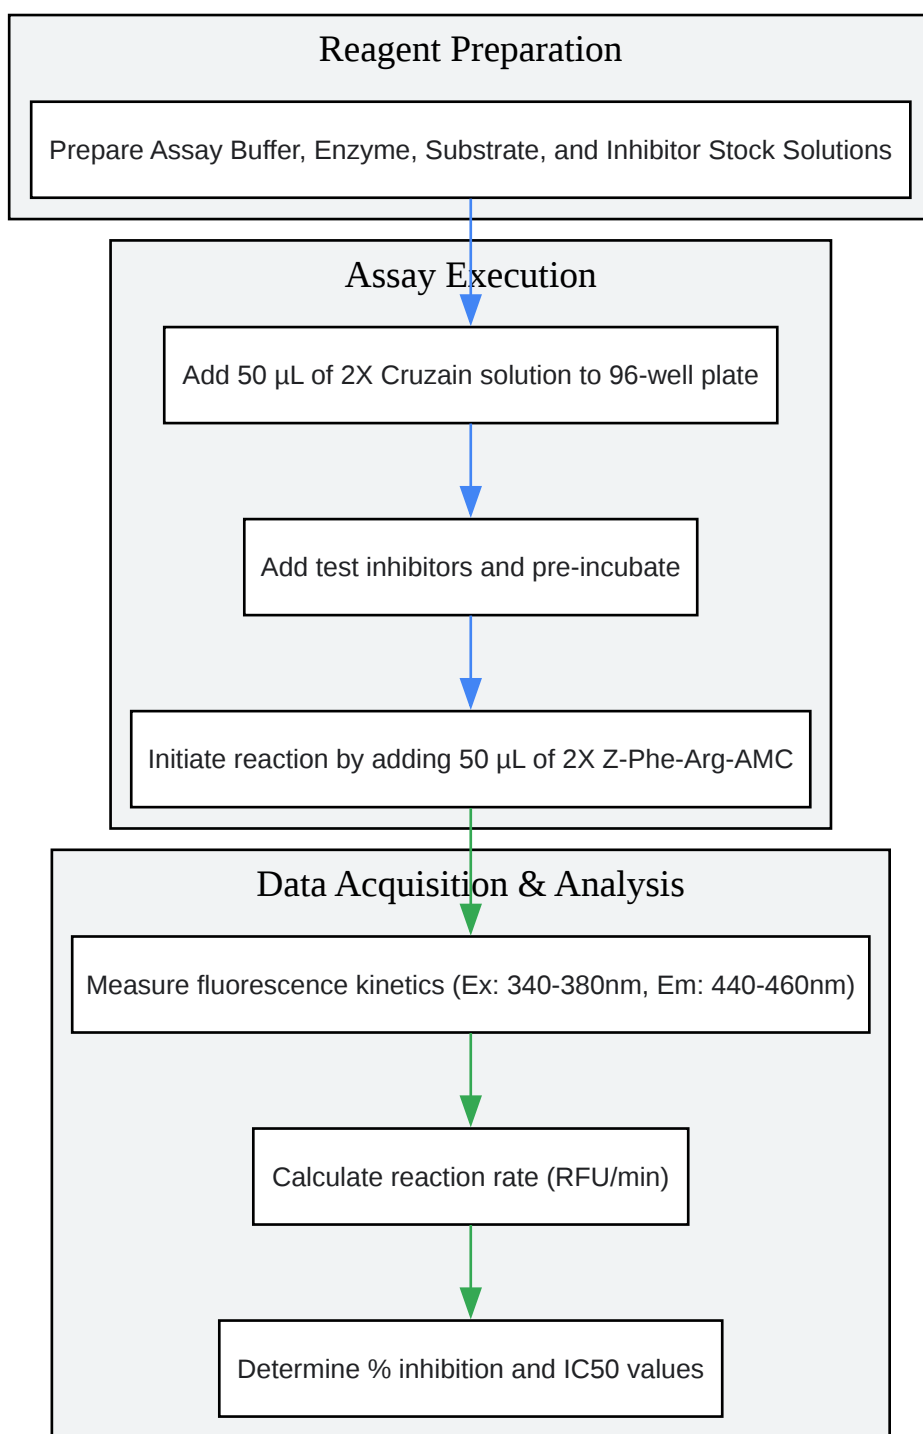 Reagent Preparation
Prepare Assay Buffer, Enzyme, Substrate, and Inhibitor Stock Solutions
Assay Execution
Add 50 µL of 2X Cruzain solution to 96-well plate
Add test inhibitors and pre-incubate
Initiate reaction by adding 50 µL of 2X Z-Phe-Arg-AMC
Data Acquisition & Analysis
Measure fluorescence kinetics (Ex: 340-380nm, Em: 440-460nm)
Calculate reaction rate (RFU/min)
Determine % inhibition and IC50 values